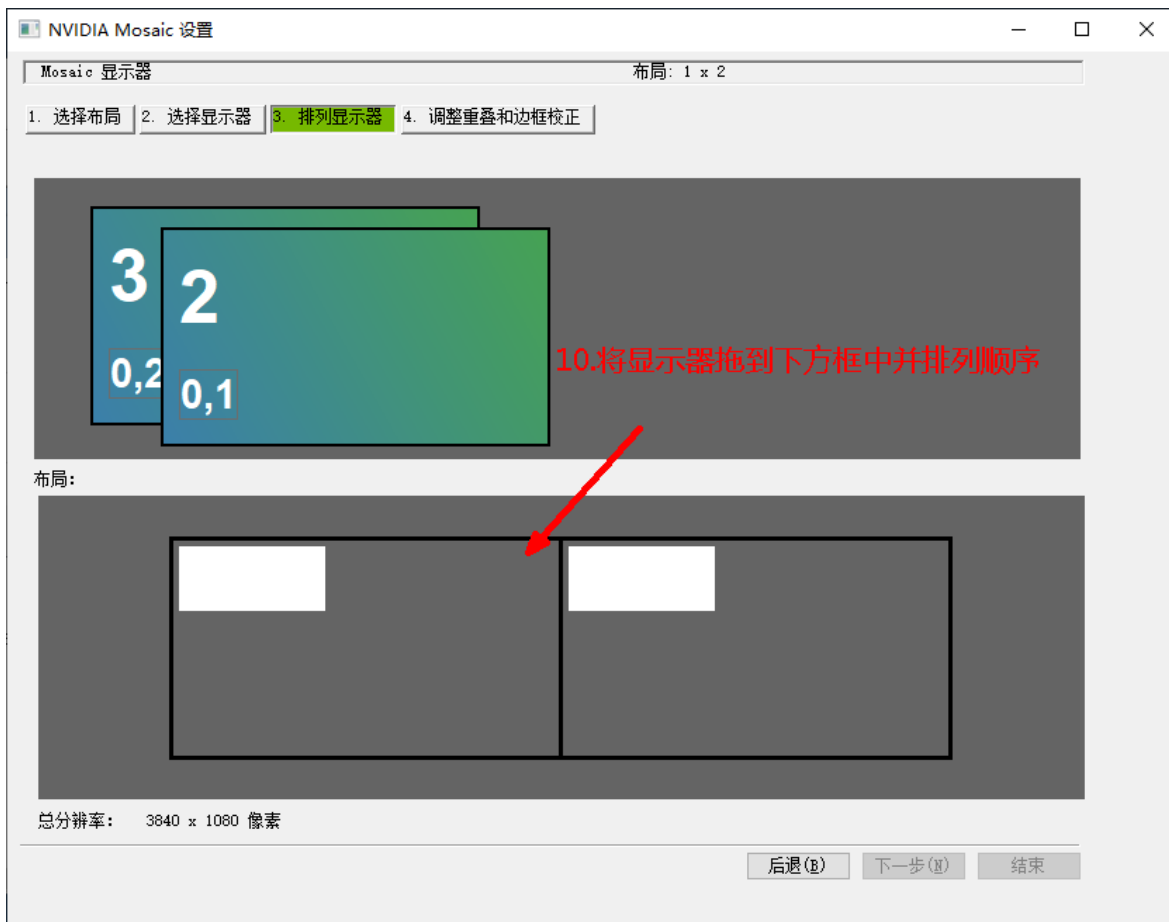 NVIDIA Mosaic 设置
Mosaic 显示器 布局: 1 x 2
1. 选择布局 2. 选择显示器 3. 排列显示器 4. 调整重叠和边框校正
3
2
0,2
0,1
10.将显示器拖到下方框中并排列顺序
布局:
总分辨率: 3840 x 1080 像素
后退(B) 下一步(N) 结束